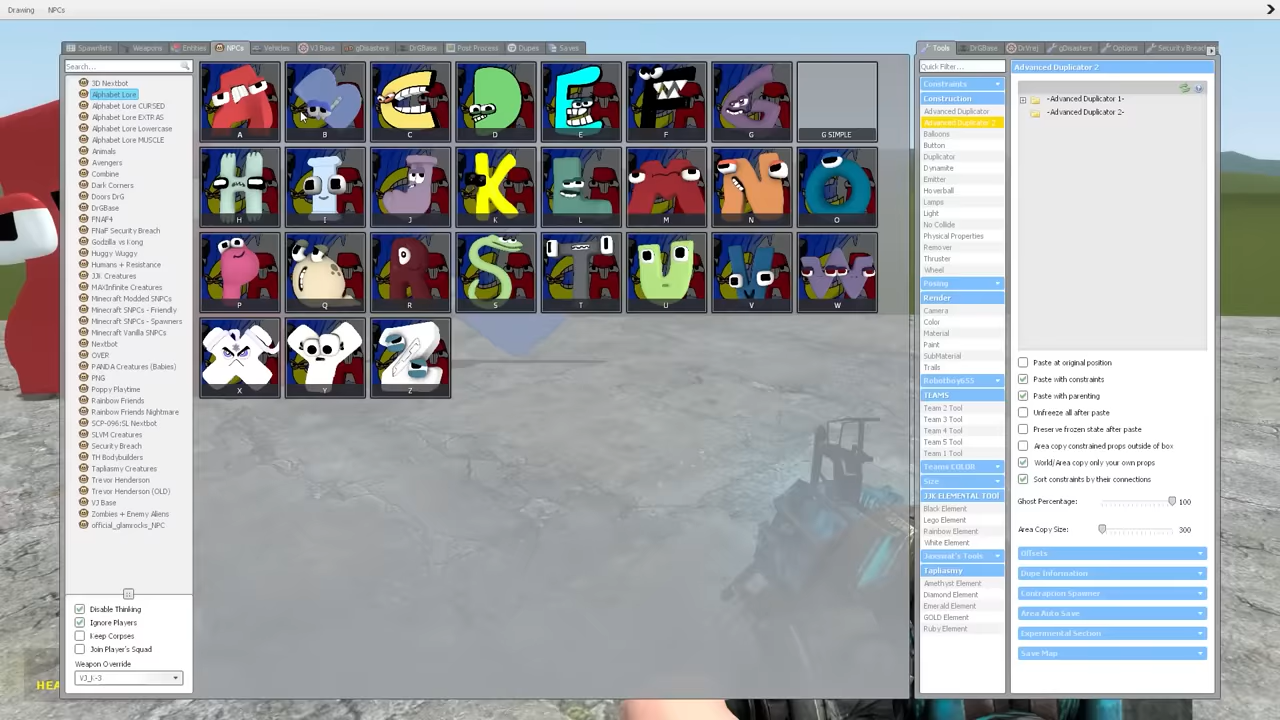 Drawing NPCs
Spawnlists Weapons Entities NPCs Vehicles VJ Base gDisasters DrGBase Post Process Dupes Saves
Search...
3D Nextbot
Alphabet Lore
Alphabet Lore CURSED
Alphabet Lore EXTRAS
Alphabet Lore Lowercase
Alphabet Lore MUSCLE
Animals
Avengers
Combine
Dark Corners
Doors DrG
DrGBase
FNAF4
FNaF Security Breach
Godzilla vs Kong
Huggy Wuggy
Humans + Resistance
JJK Creatures
MAXInfinite Creatures
Minecraft Modded SNPCs
Minecraft SNPCs - Friendly
Minecraft SNPCs - Spawners
Minecraft Vanilla SNPCs
Nextbot
OVER
PANDA Creatures (Babies)
PNG
Poppy Playtime
Rainbow Friends
Rainbow Friends Nightmare
SCP-096:SL Nextbot
SLVM Creatures
Security Breach
TH Bodybuilders
Tapliasmy Creatures
Trevor Henderson
Trevor Henderson (OLD)
VJ Base
Zombies + Enemy Aliens
official_glamrocks_NPC
Disable Thinking
Ignore Players
Keep Corpses
Join Player's Squad
Weapon Override
VJ_K-3
A B C D E F G G SIMPLE
H I J K L M N O
P Q R S T U V W
X Y Z
Tools DrGBase DrVrej gDisasters Options Security Breach
Quick Filter...
Constraints
Construction
Advanced Duplicator
Advanced Duplicator 2
Balloons
Button
Duplicator
Dynamite
Emitter
Hoverball
Lamps
Light
No Collide
Physical Properties
Remover
Thruster
Wheel
Posing
Render
Camera
Color
Material
Paint
SubMaterial
Trails
Robotboy655
TEAMS
Team 2 Tool
Team 3 Tool
Team 4 Tool
Team 5 Tool
Team 1 Tool
Teams COLOR
Size
JJK ELEMENTAL TOOl
Black Element
Lego Element
Rainbow Element
White Element
Tapliasmy
Amethyst Element
Diamond Element
Emerald Element
GOLD Element
Ruby Element
Advanced Duplicator 2
-Advanced Duplicator 1-
-Advanced Duplicator 2-
Paste at original position
Paste with constraints
Paste with parenting
Unfreeze all after paste
Preserve frozen state after paste
Area copy constrained props outside of box
World/Area copy only your own props
Sort constraints by their connections
Ghost Percentage: 100
Area Copy Size: 300
Offsets
Dupe Information
Contraption Spawner
Area Auto Save
Experimental Section
Save Map
HEA